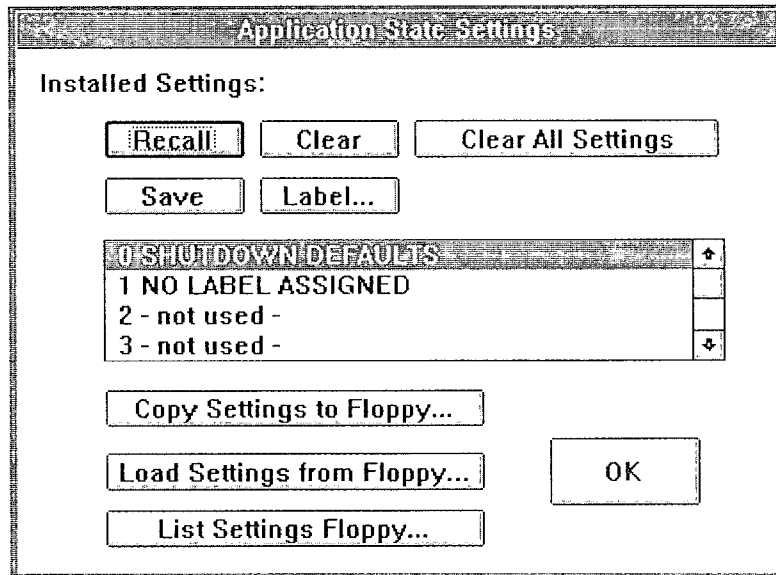 Application State Settings
Installed Settings:
Recall Clear Clear All Settings
Save Label...
0 SHUTDOWN DEFAULTS
1 NO LABEL ASSIGNED
2 - not used -
3 - not used -
Copy Settings to Floppy...
Load Settings from Floppy...
OK
List Settings Floppy...